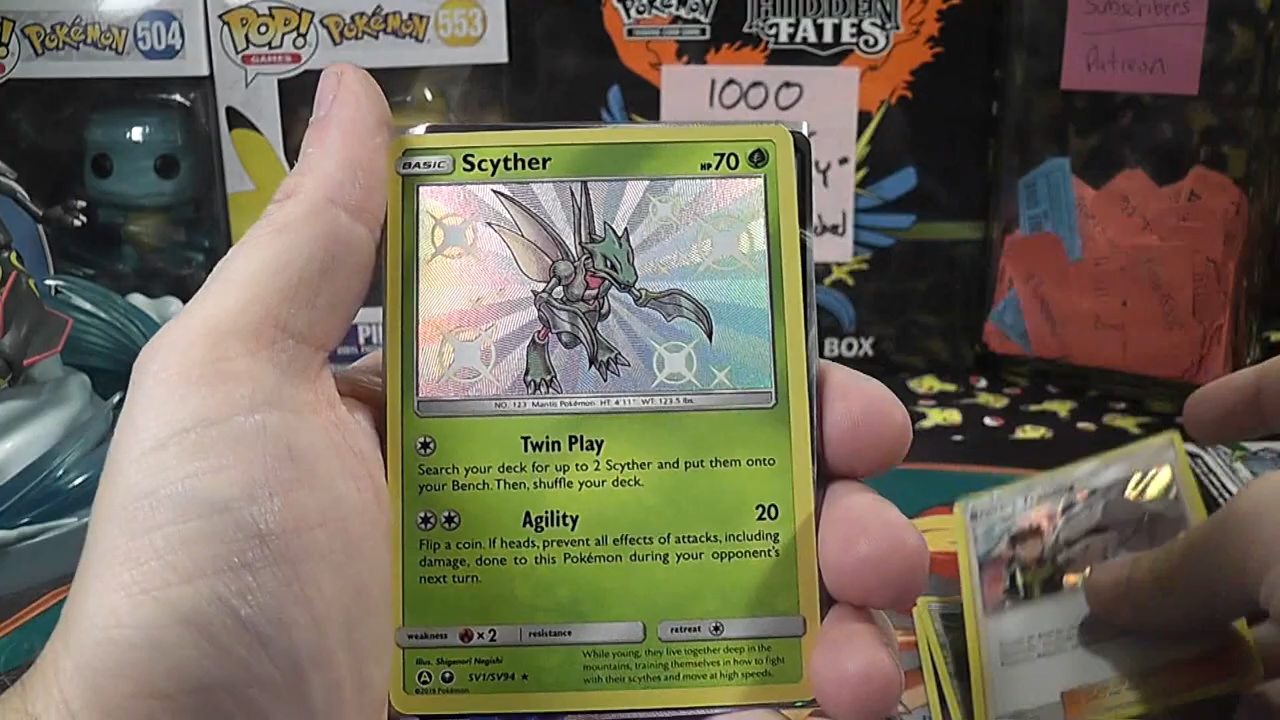 POP! Pokémon 504
POP! GAMES Pokémon 553
Pokémon
HIDDEN
FATES
Subscribers
Patreon
1000
BOX
BASIC Scyther HP 70
NO. 123 Mantis Pokémon HT: 4'11" WT: 123.5 lbs.
Twin Play
Search your deck for up to 2 Scyther and put them onto
your Bench. Then, shuffle your deck.
Agility 20
Flip a coin. If heads, prevent all effects of attacks, including
damage, done to this Pokémon during your opponent's
next turn.
weakness ×2 resistance retreat
Illus. Shigenori Negishi
While young, they live together deep in the
mountains, training themselves in how to fight
with their scythes and move at high speeds.
A SV1/SV94 ★
©2019 Pokémon